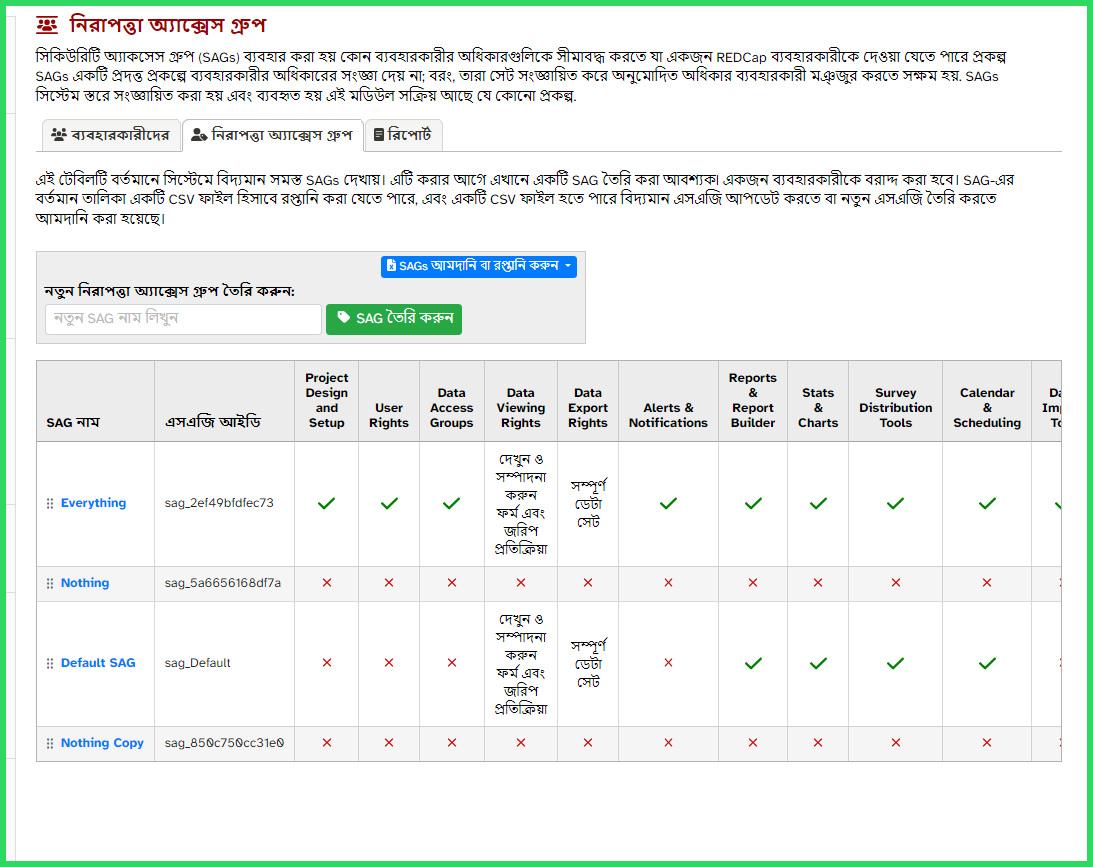 নিরাপত্তা অ্যাক্সেস গ্রুপ
সিকিউরিটি অ্যাকসেস গ্রুপ (SAGs) ব্যবহার করা হয় কোন ব্যবহারকারীর অধিকারগুলিকে সীমাবদ্ধ করতে যা একজন REDCap ব্যবহারকারীকে দেওয়া যেতে পারে প্রকল্প
SAGs একটি প্রদত্ত প্রকল্পে ব্যবহারকারীর অধিকারের সংজ্ঞা দেয় না; বরং, তারা সেট সংজ্ঞায়িত করে অনুমোদিত অধিকার ব্যবহারকারী মঞ্জুর করতে সক্ষম হয়. SAGs
সিস্টেম স্তরে সংজ্ঞায়িত করা হয় এবং ব্যবহৃত হয় এই মডিউল সক্রিয় আছে যে কোনো প্রকল্প.
ব্যবহারকারীদের নিরাপত্তা অ্যাক্সেস গ্রুপ রিপোর্ট
এই টেবিলটি বর্তমানে সিস্টেমে বিদ্যমান সমস্ত SAGs দেখায়। এটি করার আগে এখানে একটি SAG তৈরি করা আবশ্যক৷ একজন ব্যবহারকারীকে বরাদ্দ করা হবে। SAG-এর
বর্তমান তালিকা একটি CSV ফাইল হিসাবে রপ্তানি করা যেতে পারে, এবং একটি CSV ফাইল হতে পারে বিদ্যমান এসএজি আপডেট করতে বা নতুন এসএজি তৈরি করতে
আমদানি করা হয়েছে।
SAGs আমদানি বা রপ্তানি করুন
নতুন নিরাপত্তা অ্যাক্সেস গ্রুপ তৈরি করুন:
নতুন SAG নাম লিখুন SAG তৈরি করুন
SAG নাম
এসএজি আইডি
Project
Design
and
Setup
User
Rights
Data
Access
Groups
Data
Viewing
Rights
Data
Export
Rights
Alerts &
Notifications
Reports
&
Report
Builder
Stats
&
Charts
Survey
Distribution
Tools
Calendar
&
Scheduling
Everything
sag_2ef49bfdfec73
দেখুন ও
সম্পাদনা
করুন
ফর্ম এবং
জরিপ
প্রতিক্রিয়া
সম্পূর্ণ
ডেটা
সেট
Nothing
sag_5a6656168df7a
Default SAG
sag_Default
দেখুন ও
সম্পাদনা
করুন
ফর্ম এবং
জরিপ
প্রতিক্রিয়া
সম্পূর্ণ
ডেটা
সেট
Nothing Copy
sag_850c750cc31e0